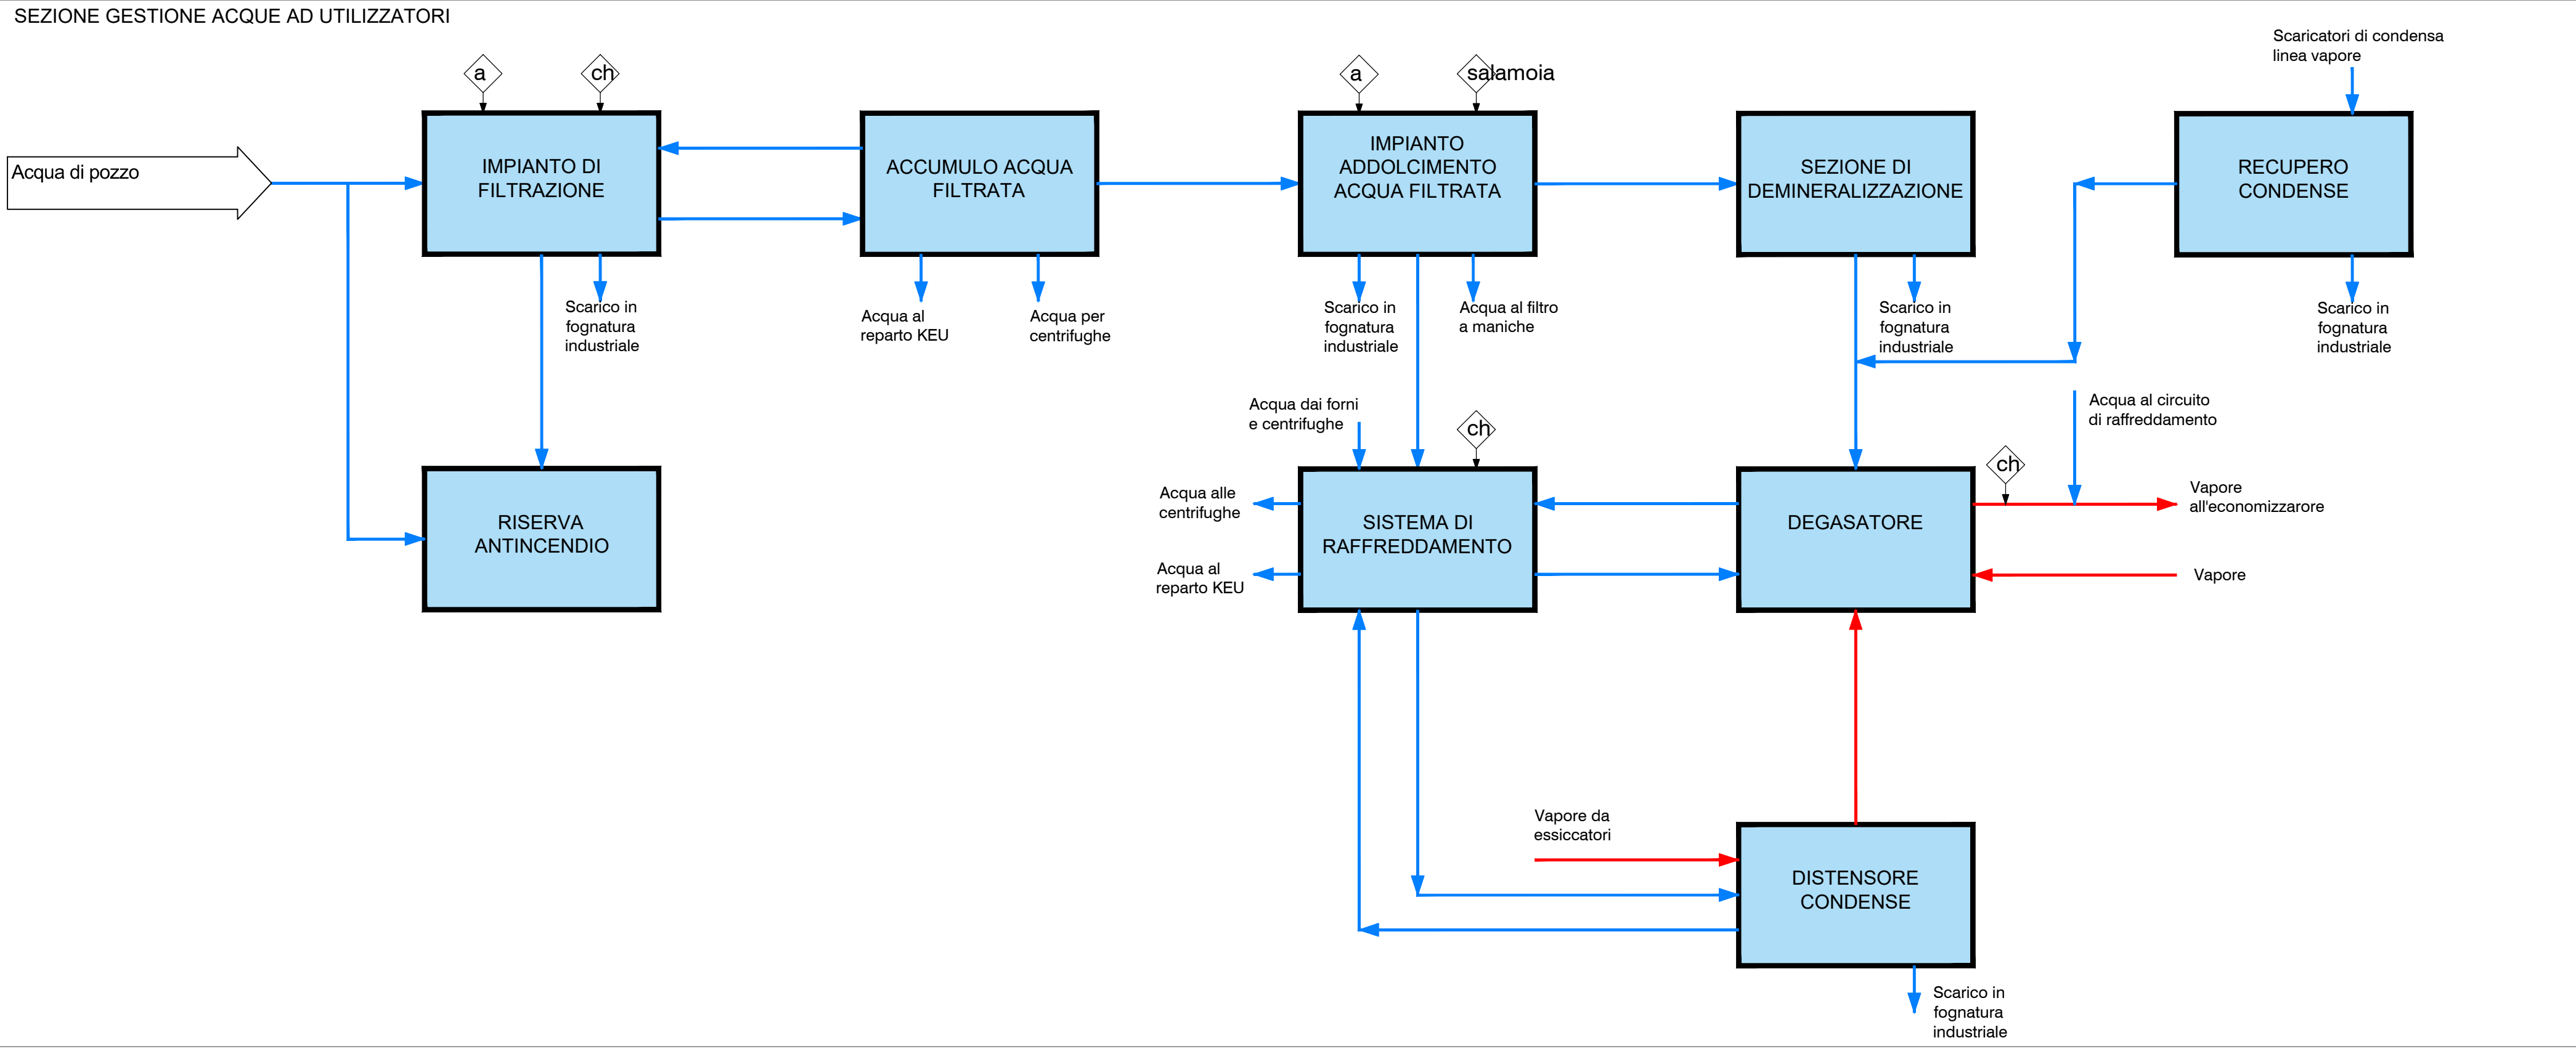 SEZIONE GESTIONE ACQUE AD UTILIZZATORI
Scaricatori di condensa
linea vapore
a
ch
a
salamoia
Acqua di pozzo
IMPIANTO DI
FILTRAZIONE
ACCUMULO ACQUA
FILTRATA
IMPIANTO
ADDOLCIMENTO
ACQUA FILTRATA
SEZIONE DI
DEMINERALIZZAZIONE
RECUPERO
CONDENSE
Scarico in
fognatura
industriale
Acqua al
reparto KEU
Acqua per
centrifughe
Scarico in
fognatura
industriale
Acqua al filtro
a maniche
Scarico in
fognatura
industriale
Scarico in
fognatura
industriale
Acqua dai forni
e centrifughe
ch
Acqua al circuito
di raffreddamento
ch
RISERVA
ANTINCENDIO
Acqua alle
centrifughe
Acqua al
reparto KEU
SISTEMA DI
RAFFREDDAMENTO
DEGASATORE
Vapore
all'economizzarore
Vapore
Vapore da
essiccatori
DISTENSORE
CONDENSE
Scarico in
fognatura
industriale